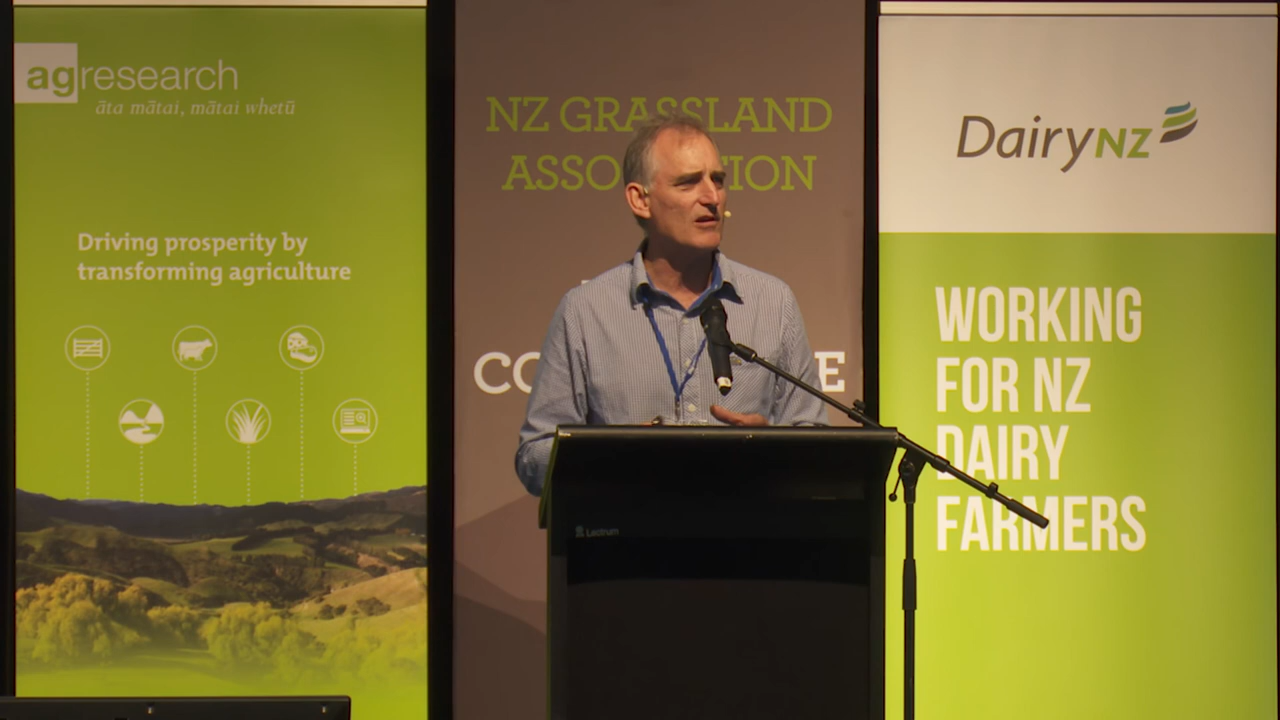 agresearch
āta mātai, mātai whetū
Driving prosperity by
transforming agriculture
NZ GRASSLAND
ASSO TION
CO E
DairyNZ
WORKING
FOR NZ
DAIRY
FARMERS
Lectrum